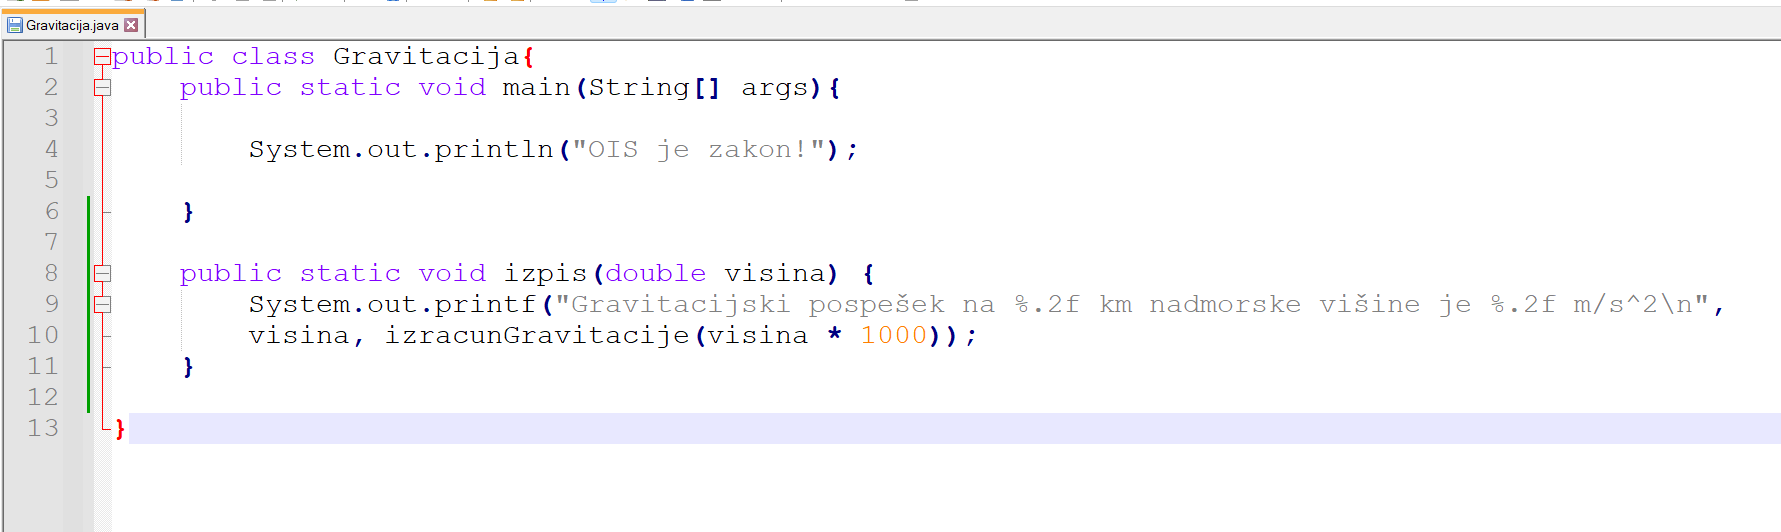 Gravitacija.java
1 public class Gravitacija{
2 public static void main(String[] args){
3
4 System.out.println("OIS je zakon!");
5
6 }
7
8 public static void izpis(double visina) {
9 System.out.printf("Gravitacijski pospešek na %.2f km nadmorske višine je %.2f m/s^2\n",
10 visina, izracunGravitacije(visina * 1000));
11 }
12
13 }